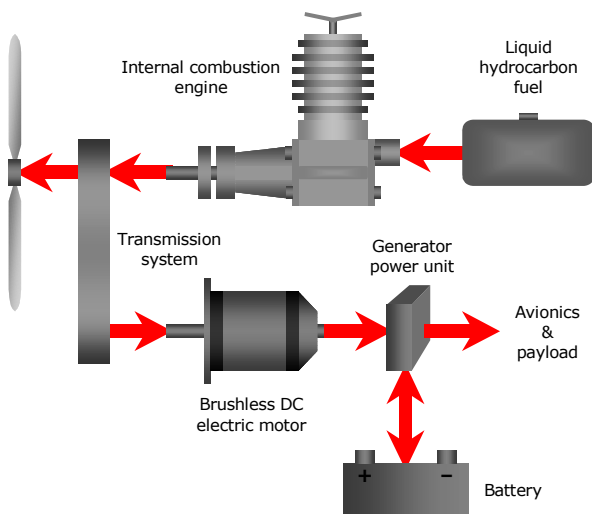 Internal combustion
engine
Liquid
hydrocarbon
fuel
Transmission
system
Generator
power unit
Avionics
&
payload
Brushless DC
electric motor
+ −
Battery